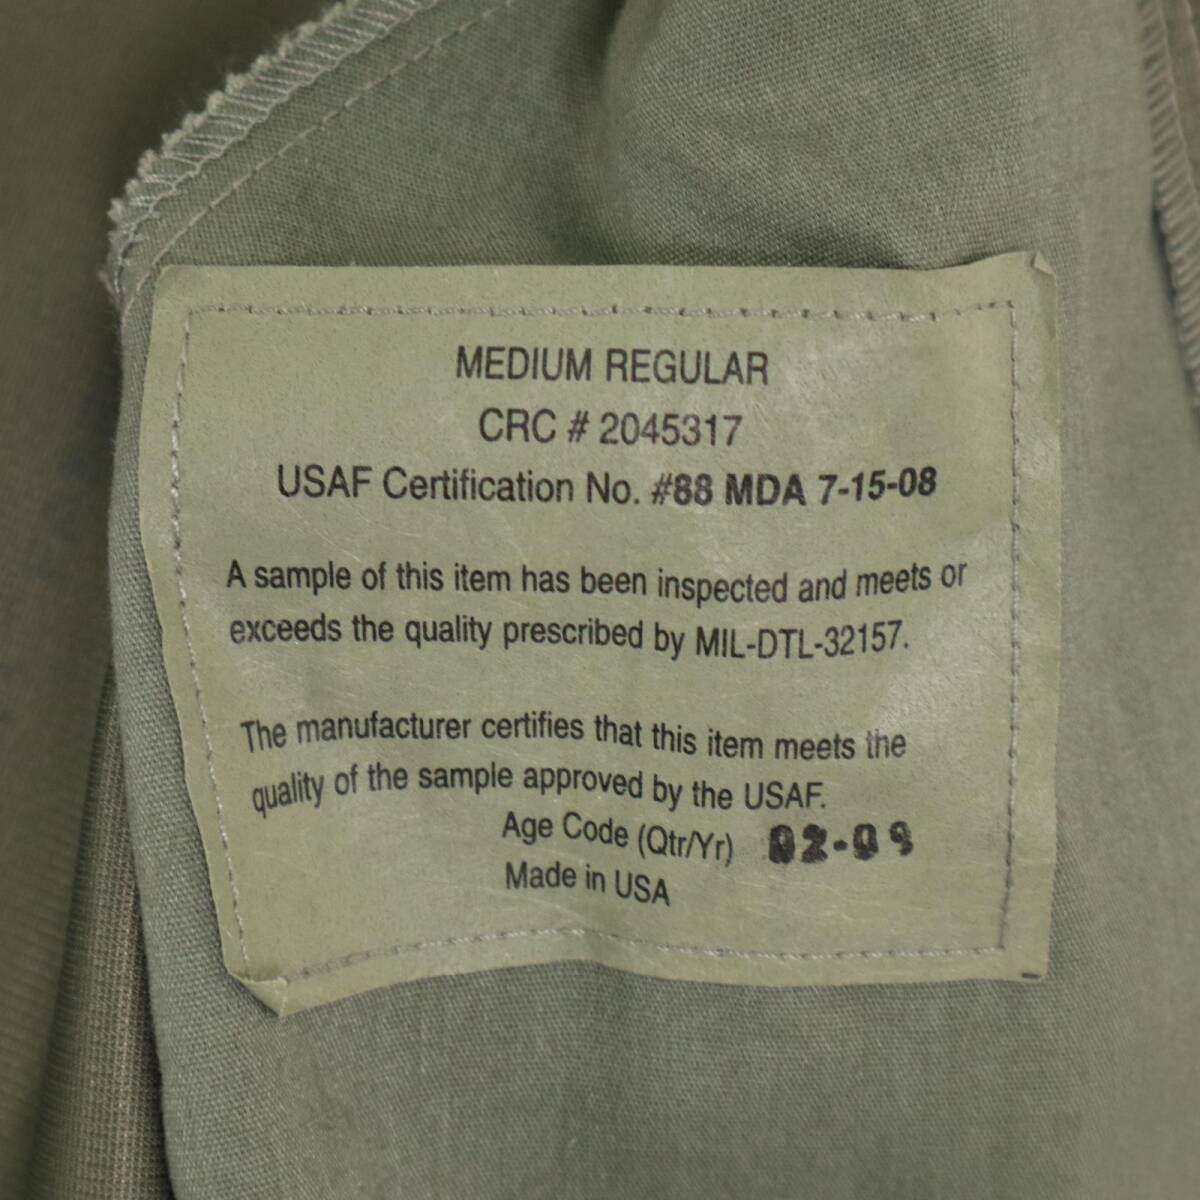 MEDIUM REGULAR
CRC # 2045317
USAF Certification No. #88 MDA 7-15-08
A sample of this item has been inspected and meets or
exceeds the quality prescribed by MIL-DTL-32157.
The manufacturer certifies that this item meets the
quality of the sample approved by the USAF.
Age Code (Qtr/Yr) 02-09
Made in USA